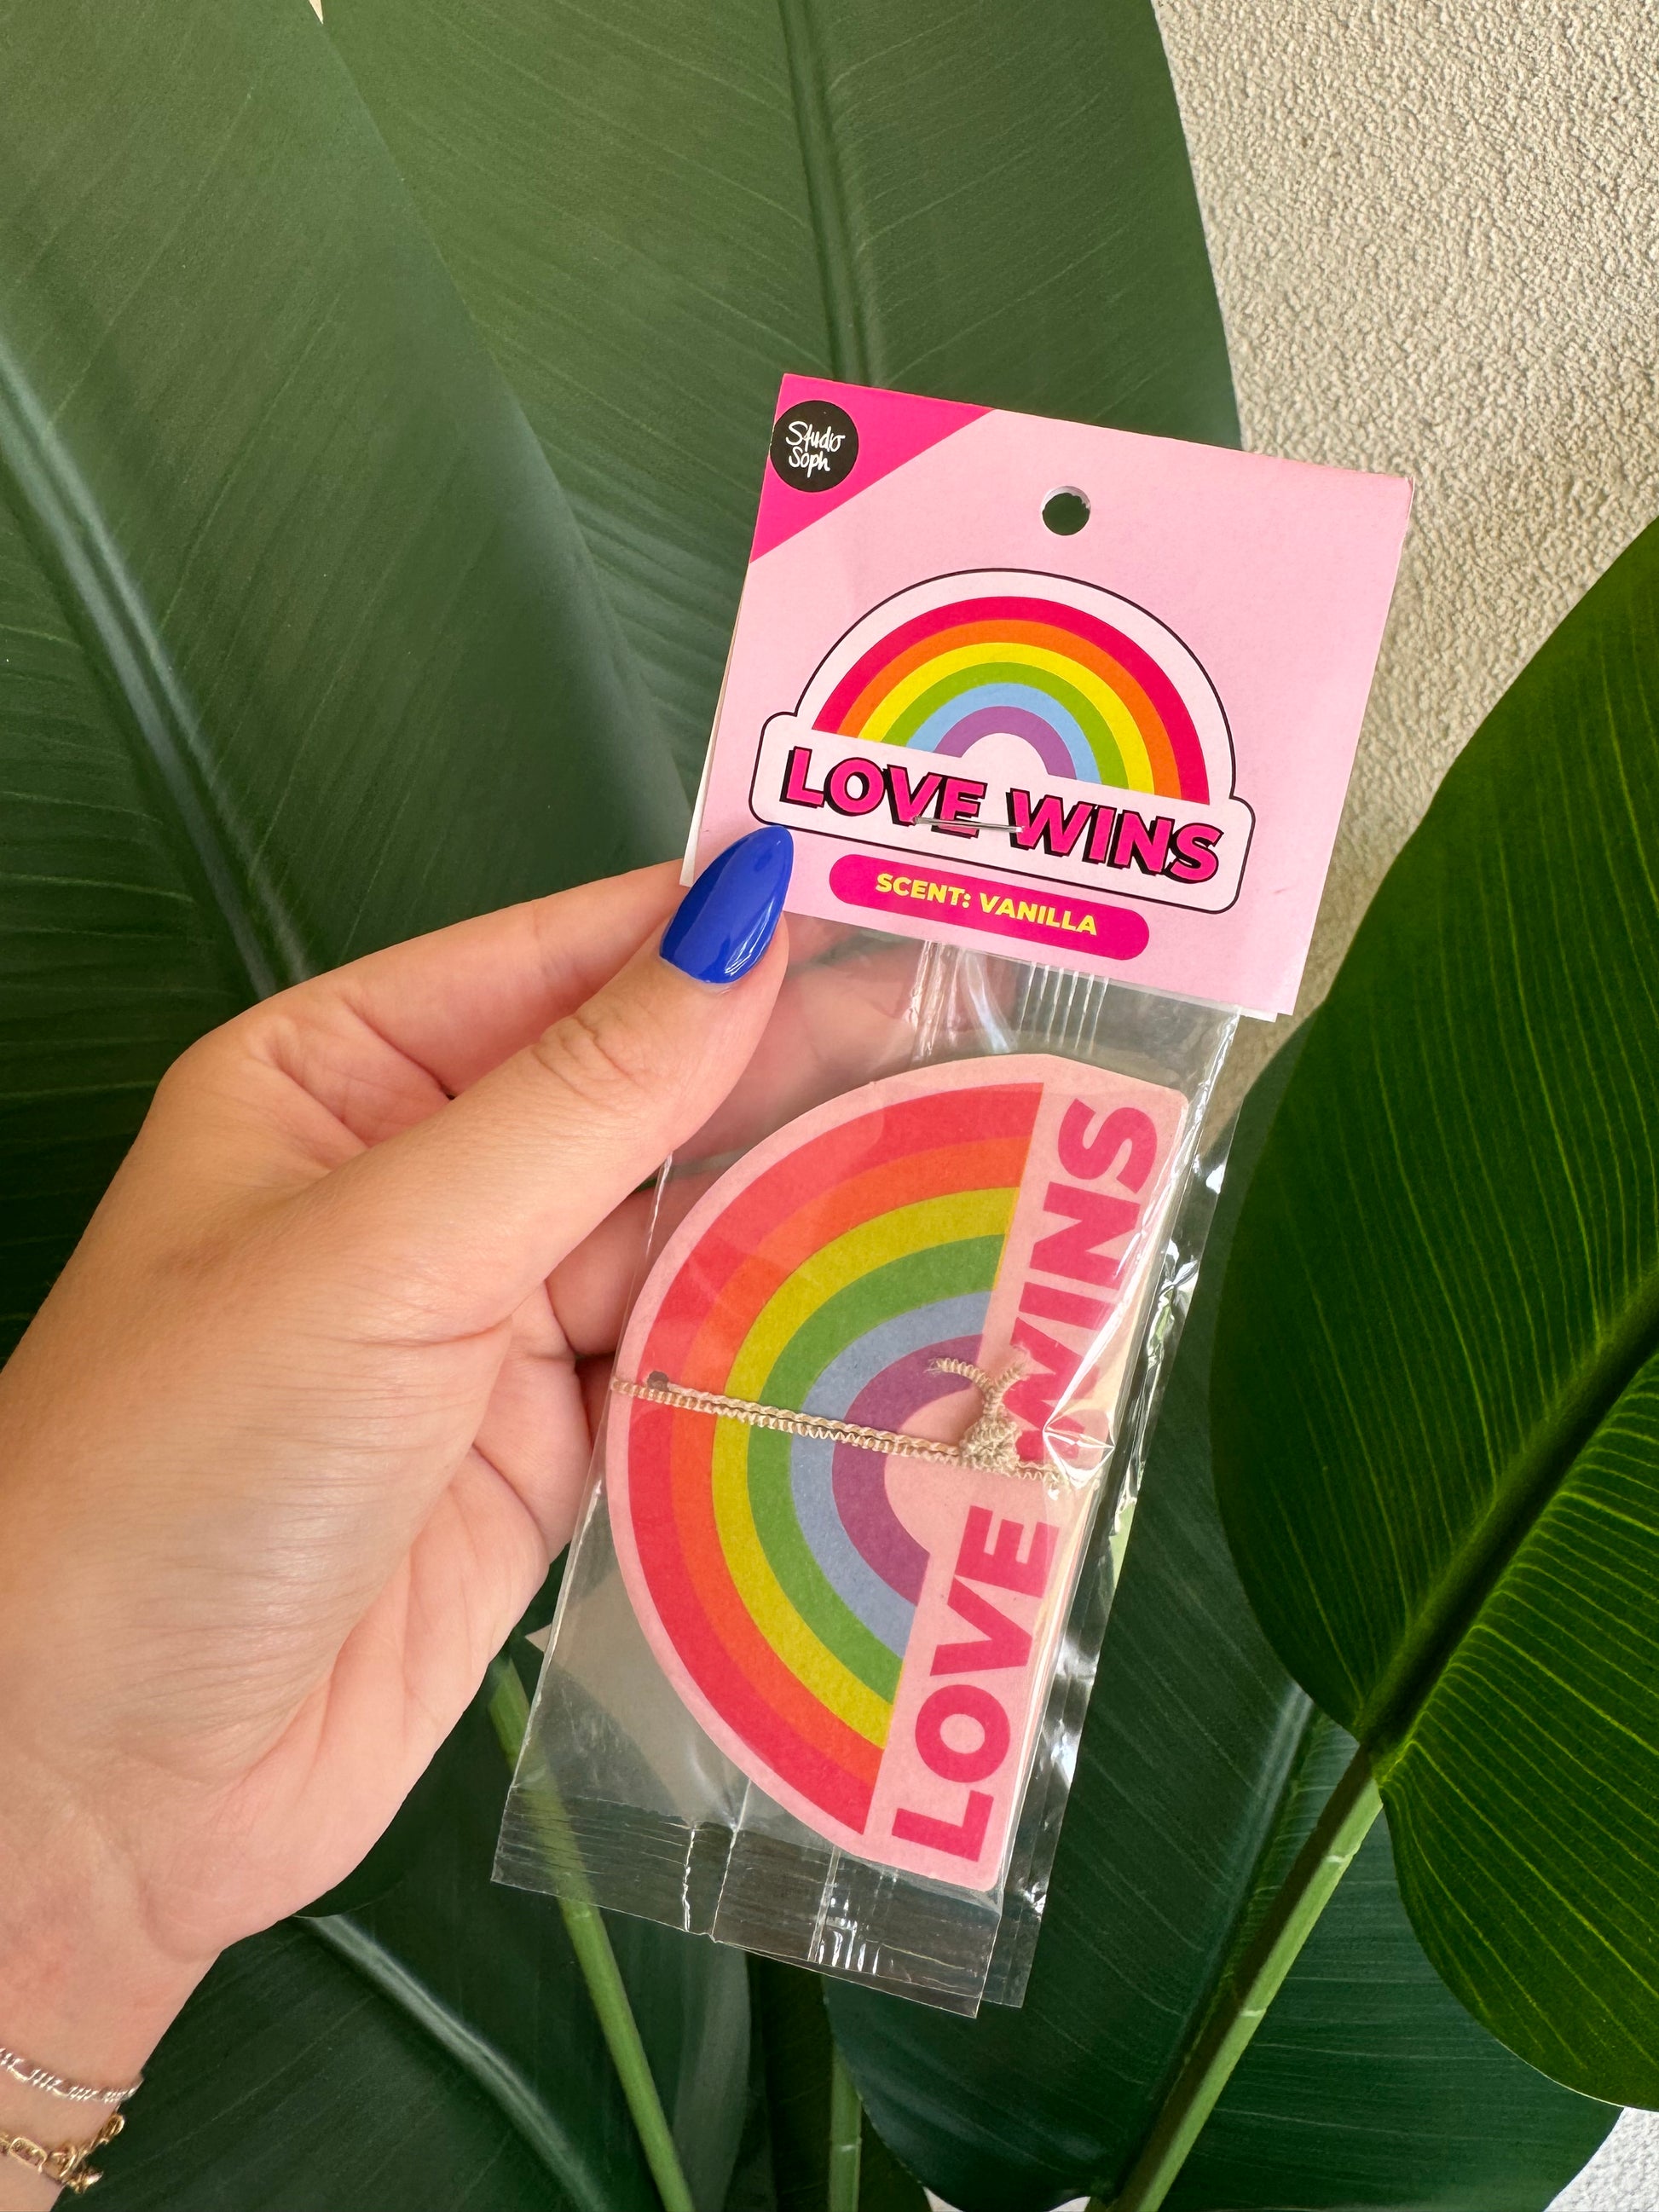 Studio
Soph
LOVE WINS
SCENT: VANILLA
LOVE WINS